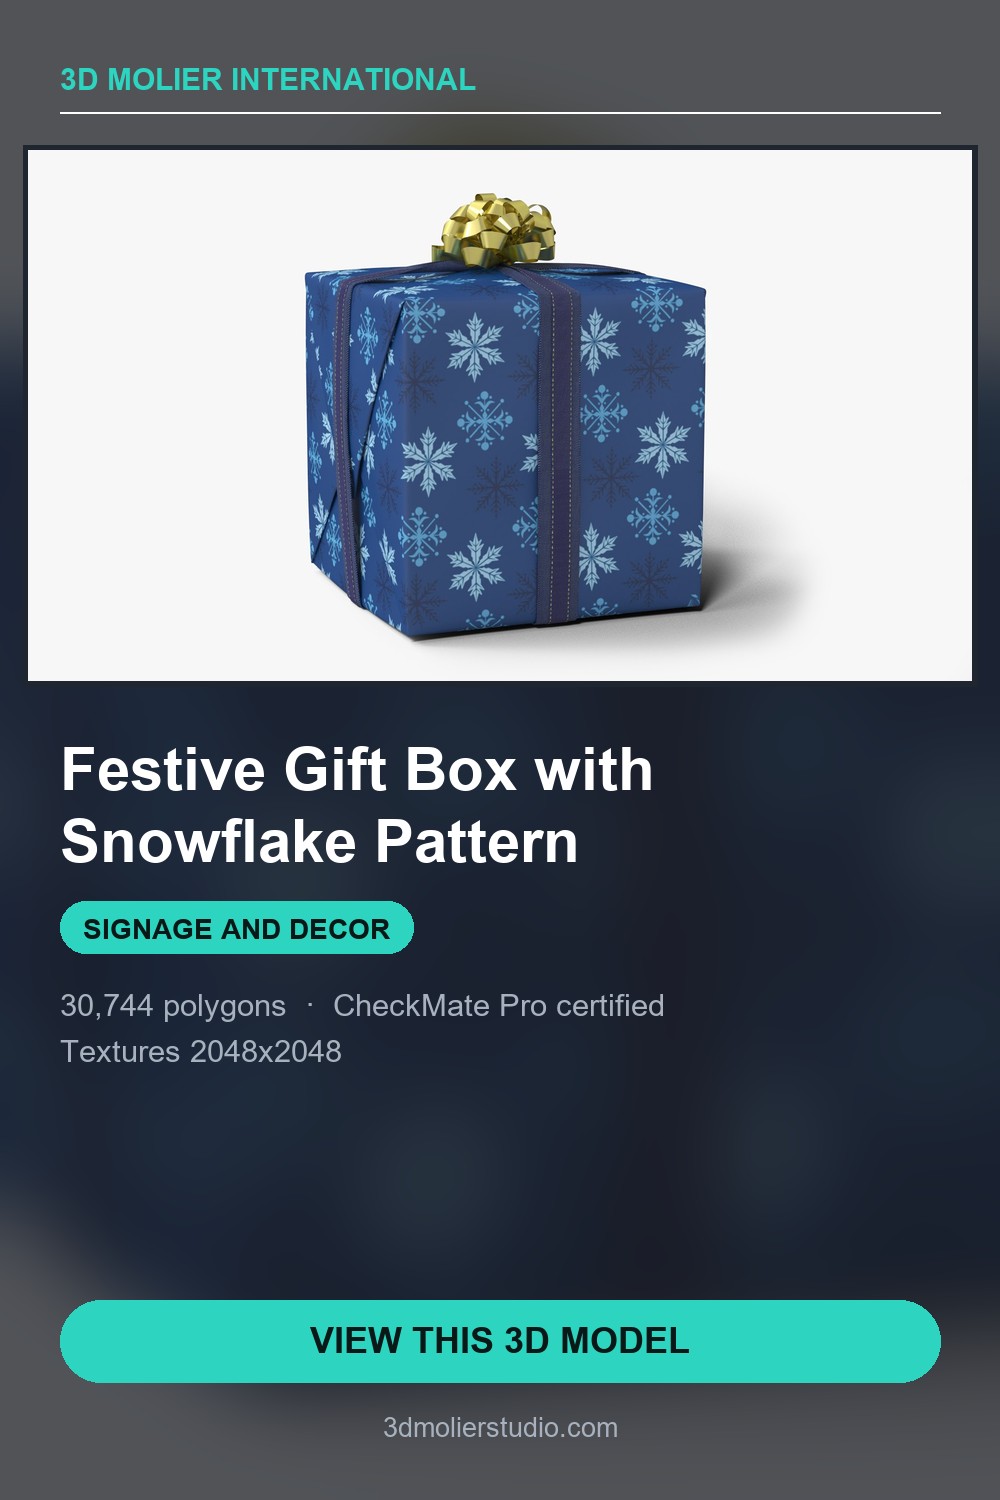 3D MOLIER INTERNATIONAL
Festive Gift Box with
Snowflake Pattern
SIGNAGE AND DECOR
30,744 polygons · CheckMate Pro certified
Textures 2048x2048
VIEW THIS 3D MODEL
3dmolierstudio.com